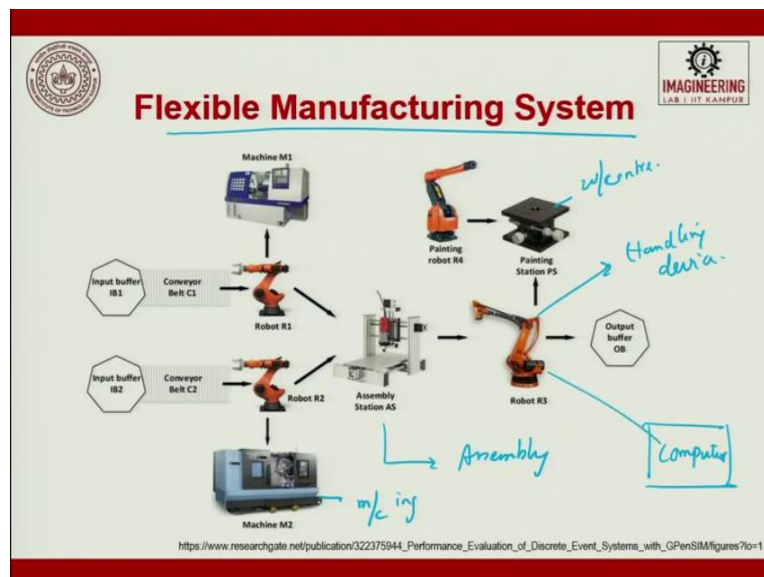 IMAGINEERING
LAB | IIT KANPUR
Flexible Manufacturing System
Machine M1
w/centre.
Painting
robot R4
Painting
Station PS
Handling
device.
Input buffer
IB1
Conveyor
Belt C1
Robot R1
Output
buffer
OB
Input buffer
IB2
Conveyor
Belt C2
Robot R2
Assembly
Station AS
Robot R3
Assembly
Computer
m/c ing
Machine M2
https://www.researchgate.net/publication/322375944_Performance_Evaluation_of_Discrete_Event_Systems_with_GPenSIM/figures?lo=1